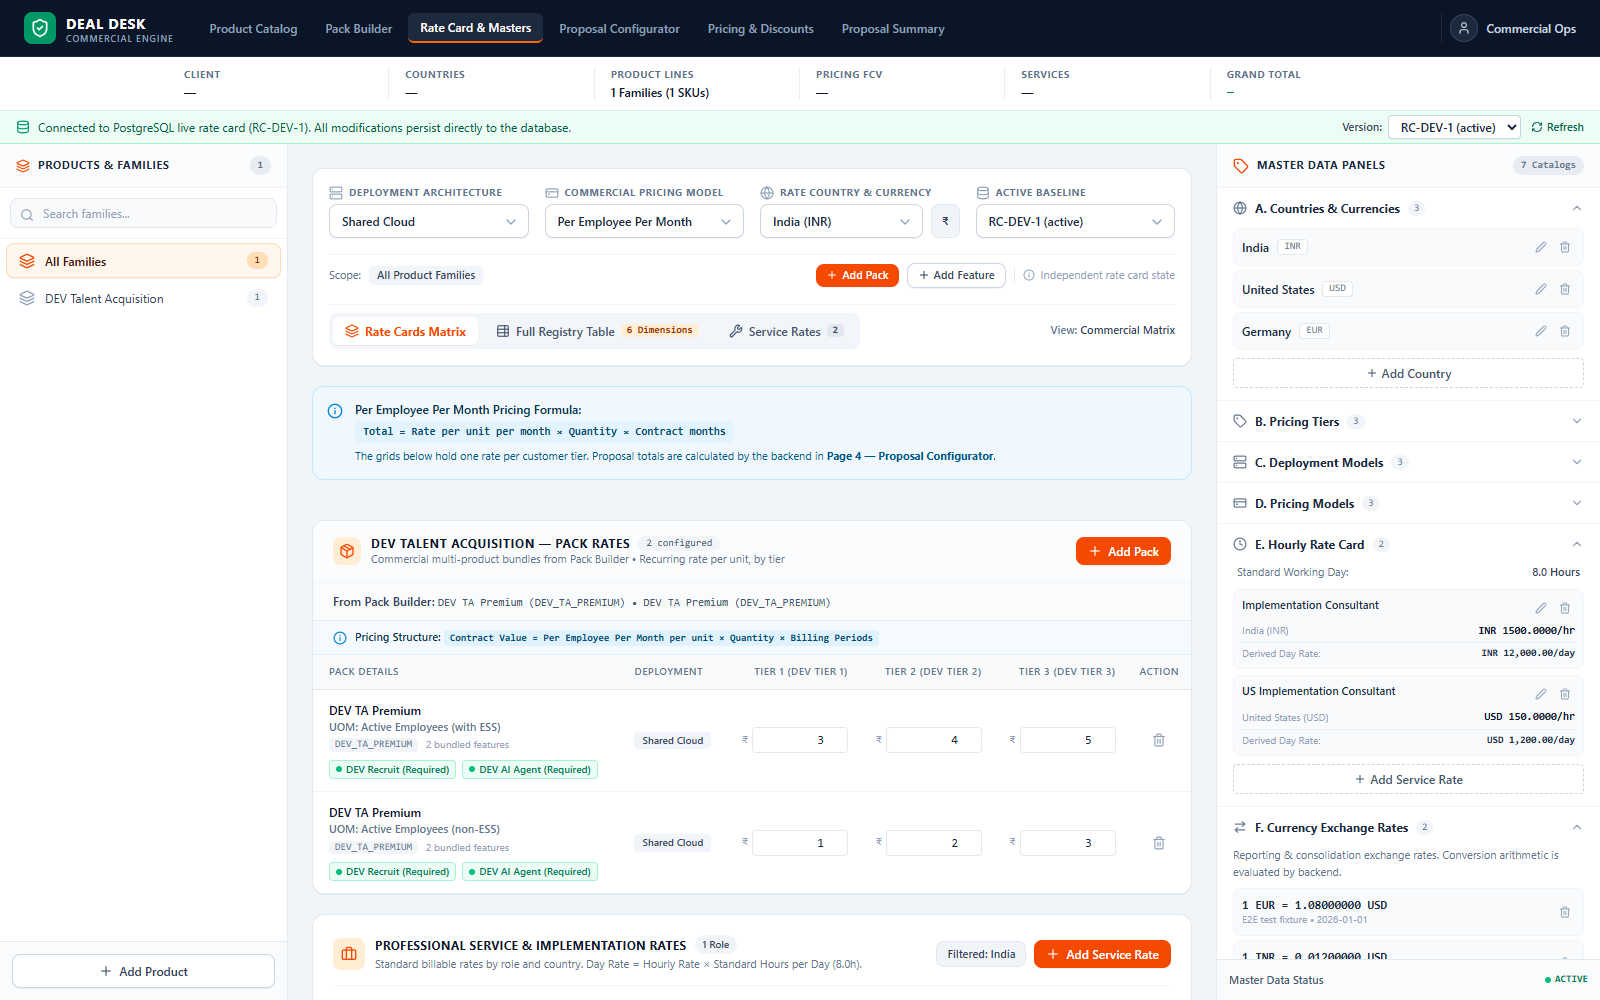 DEAL DESK
COMMERCIAL ENGINE
Product Catalog
Pack Builder
Rate Card & Masters
Proposal Configurator
Pricing & Discounts
Proposal Summary
Commercial Ops
CLIENT
—
COUNTRIES
—
PRODUCT LINES
1 Families (1 SKUs)
PRICING FCV
—
SERVICES
—
GRAND TOTAL
–
Connected to PostgreSQL live rate card (RC-DEV-1). All modifications persist directly to the database.
Version: RC-DEV-1 (active) Refresh
PRODUCTS & FAMILIES 1
Search families...
All Families 1
DEV Talent Acquisition 1
+ Add Product
DEPLOYMENT ARCHITECTURE
Shared Cloud
COMMERCIAL PRICING MODEL
Per Employee Per Month
RATE COUNTRY & CURRENCY
India (INR) ₹
ACTIVE BASELINE
RC-DEV-1 (active)
Scope: All Product Families
+ Add Pack
+ Add Feature
Independent rate card state
Rate Cards Matrix
Full Registry Table 6 Dimensions
Service Rates 2
View: Commercial Matrix
Per Employee Per Month Pricing Formula:
Total = Rate per unit per month × Quantity × Contract months
The grids below hold one rate per customer tier. Proposal totals are calculated by the backend in Page 4 — Proposal Configurator.
DEV TALENT ACQUISITION — PACK RATES 2 configured
Commercial multi-product bundles from Pack Builder • Recurring rate per unit, by tier
+ Add Pack
From Pack Builder: DEV TA Premium (DEV_TA_PREMIUM) • DEV TA Premium (DEV_TA_PREMIUM)
Pricing Structure: Contract Value = Per Employee Per Month per unit × Quantity × Billing Periods
PACK DETAILS DEPLOYMENT TIER 1 (DEV TIER 1) TIER 2 (DEV TIER 2) TIER 3 (DEV TIER 3) ACTION
DEV TA Premium
UOM: Active Employees (with ESS)
DEV_TA_PREMIUM 2 bundled features
DEV Recruit (Required) DEV AI Agent (Required)
Shared Cloud ₹ 3 ₹ 4 ₹ 5
DEV TA Premium
UOM: Active Employees (non-ESS)
DEV_TA_PREMIUM 2 bundled features
DEV Recruit (Required) DEV AI Agent (Required)
Shared Cloud ₹ 1 ₹ 2 ₹ 3
PROFESSIONAL SERVICE & IMPLEMENTATION RATES 1 Role
Standard billable rates by role and country. Day Rate = Hourly Rate × Standard Hours per Day (8.0h).
Filtered: India
+ Add Service Rate
MASTER DATA PANELS 7 Catalogs
A. Countries & Currencies 3
India INR
United States USD
Germany EUR
+ Add Country
B. Pricing Tiers 3
C. Deployment Models 3
D. Pricing Models 3
E. Hourly Rate Card 2
Standard Working Day: 8.0 Hours
Implementation Consultant
India (INR) INR 1500.0000/hr
Derived Day Rate: INR 12,000.00/day
US Implementation Consultant
United States (USD) USD 150.0000/hr
Derived Day Rate: USD 1,200.00/day
+ Add Service Rate
F. Currency Exchange Rates 2
Reporting & consolidation exchange rates. Conversion arithmetic is
evaluated by backend.
1 EUR = 1.08000000 USD
E2E test fixture • 2026-01-01
1 INR = 0.01200000 USD
Master Data Status ACTIVE